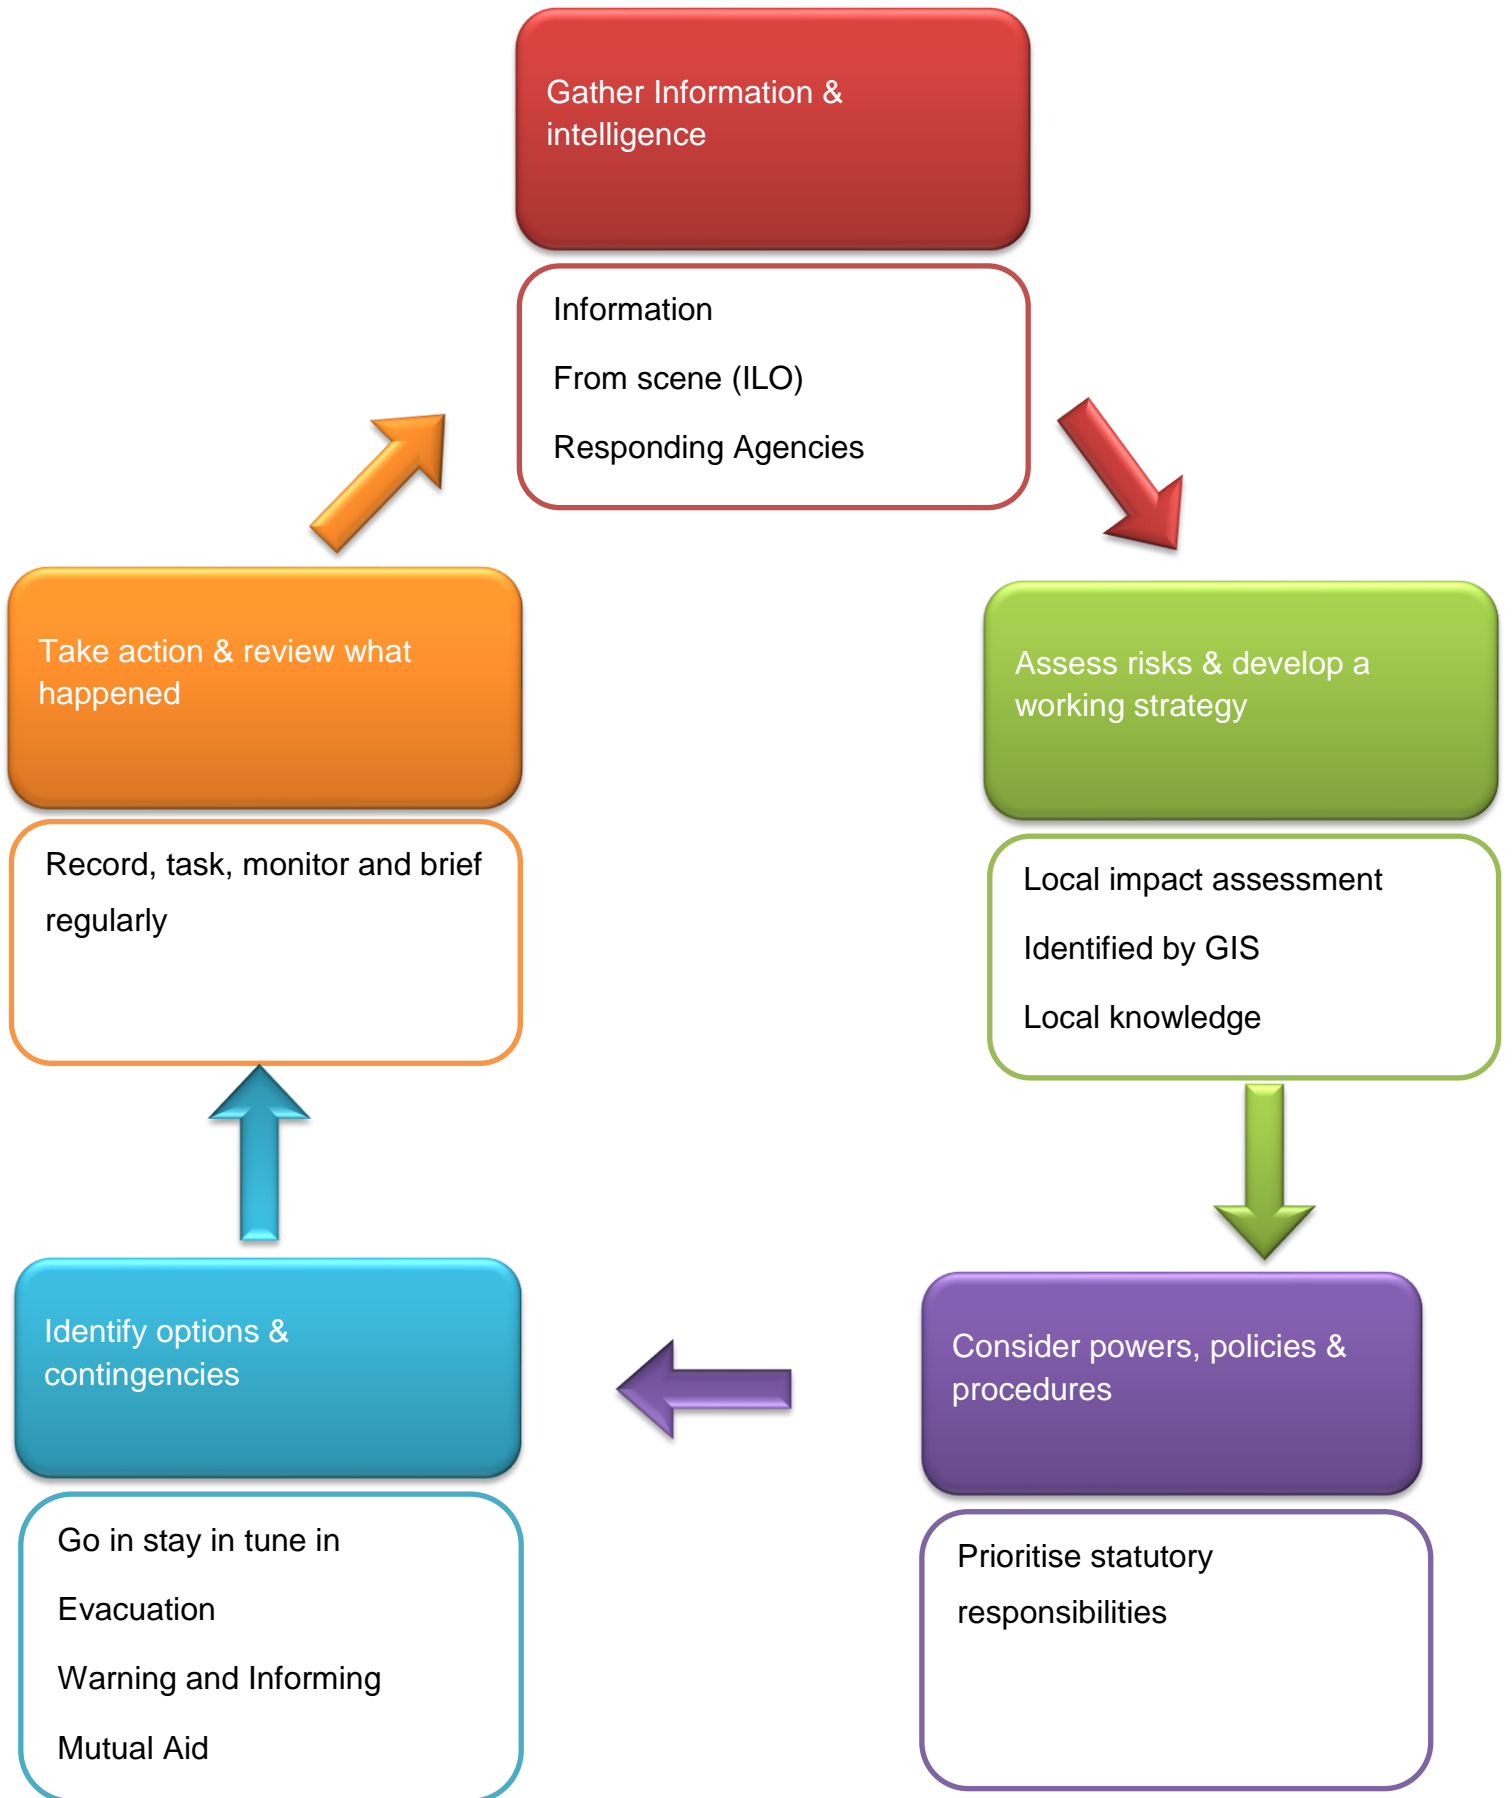 Gather Information &
intelligence
Information
From scene (ILO)
Responding Agencies
Assess risks & develop a
working strategy
Local impact assessment
Identified by GIS
Local knowledge
Consider powers, policies &
procedures
Prioritise statutory
responsibilities
Identify options &
contingencies
Go in stay in tune in
Evacuation
Warning and Informing
Mutual Aid
Take action & review what
happened
Record, task, monitor and brief
regularly